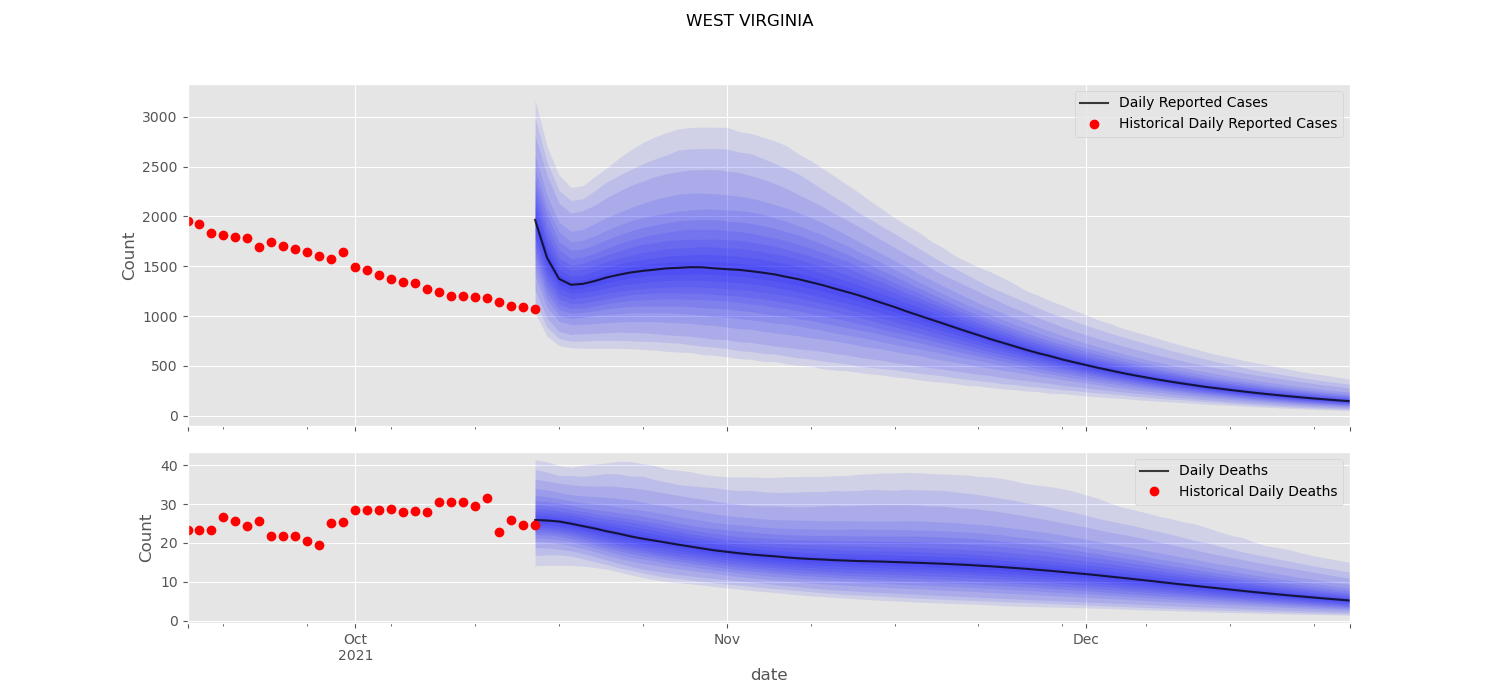 WEST VIRGINIA
Daily Reported Cases
Historical Daily Reported Cases
3000
2500
2000
1500
1000
500
0
Count
Daily Deaths
Historical Daily Deaths
40
30
20
10
0
Count
Oct
2021
Nov
Dec
date